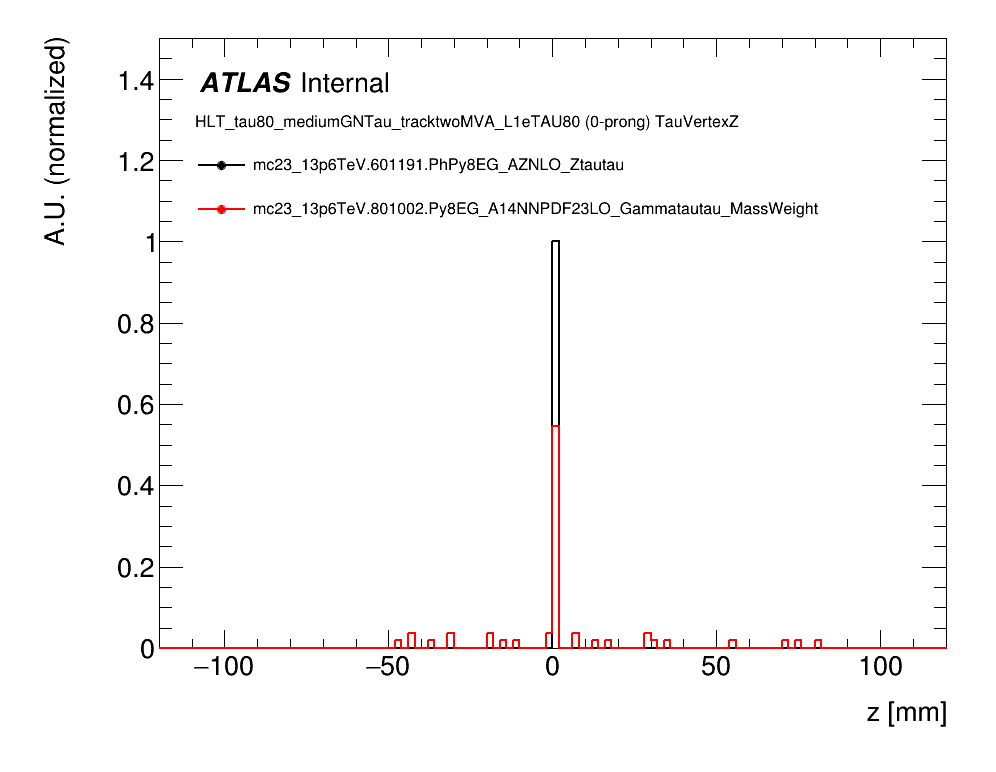 A.U. (normalized)
ATLAS Internal
HLT_tau80_mediumGNTau_tracktwoMVA_L1eTAU80 (0-prong) TauVertexZ
mc23_13p6TeV.601191.PhPy8EG_AZNLO_Ztautau
mc23_13p6TeV.801002.Py8EG_A14NNPDF23LO_Gammatautau_MassWeight
1.4
1.2
1
0.8
0.6
0.4
0.2
0
−100 −50 0 50 100
z [mm]